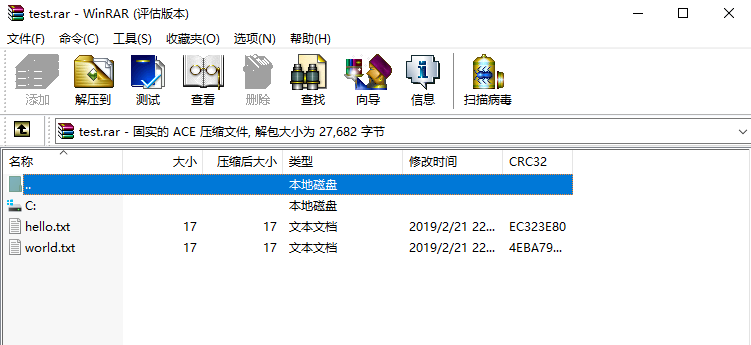 test.rar - WinRAR (评估版本)
文件(F) 命令(C) 工具(S) 收藏夹(O) 选项(N) 帮助(H)
添加 解压到 测试 查看 删除 查找 向导 信息 扫描病毒
test.rar - 固实的 ACE 压缩文件, 解包大小为 27,682 字节
名称 大小 压缩后大小 类型 修改时间 CRC32
.. 本地磁盘
C: 本地磁盘
hello.txt 17 17 文本文档 2019/2/21 22... EC323E80
world.txt 17 17 文本文档 2019/2/21 22... 4EBA79...